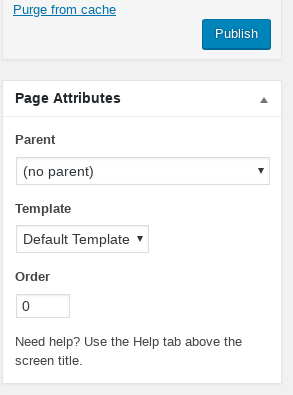 Purge from cache
Publish
Page Attributes
Parent
(no parent)
Template
Default Template
Order
0
Need help? Use the Help tab above the
screen title.